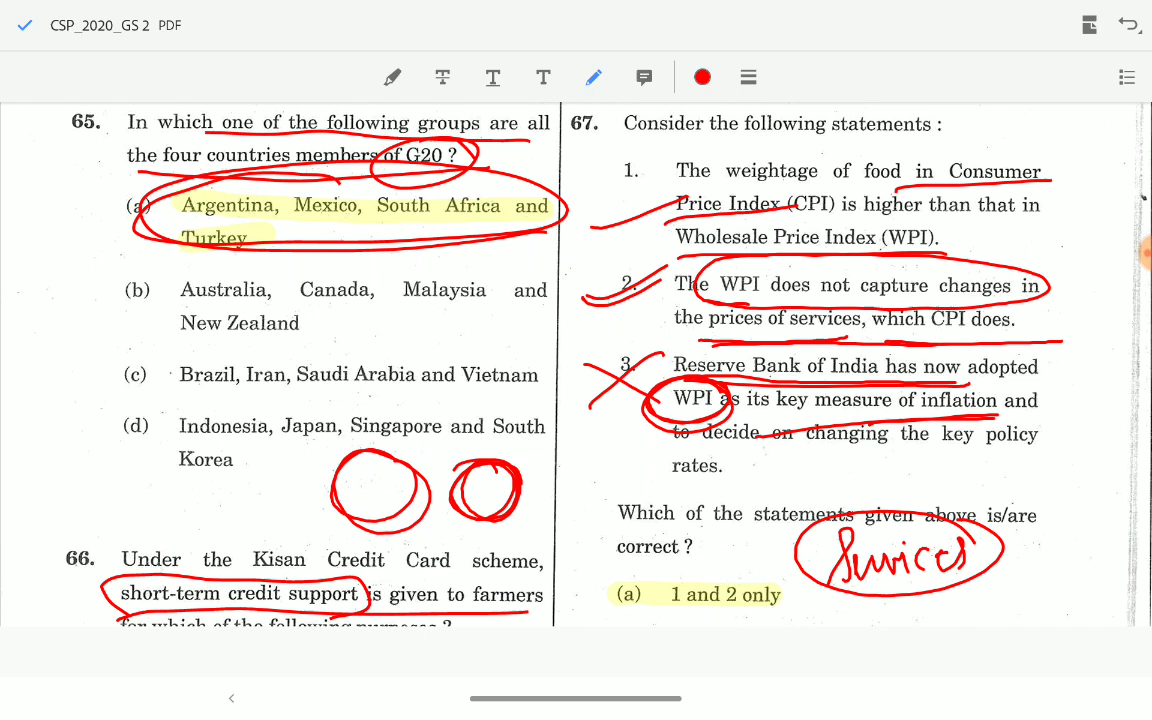 CSP_2020_GS 2 PDF
65. In which one of the following groups are all
the four countries members of G20 ?
(a) Argentina, Mexico, South Africa and
Turkey
(b) Australia, Canada, Malaysia and
New Zealand
(c) Brazil, Iran, Saudi Arabia and Vietnam
(d) Indonesia, Japan, Singapore and South
Korea
66. Under the Kisan Credit Card scheme,
short-term credit support is given to farmers
for which of the following purposes ?
67. Consider the following statements :
1. The weightage of food in Consumer
Price Index (CPI) is higher than that in
Wholesale Price Index (WPI).
2. The WPI does not capture changes in
the prices of services, which CPI does.
3. Reserve Bank of India has now adopted
WPI as its key measure of inflation and
to decide on changing the key policy
rates.
Which of the statements given above is/are
correct ?
Services
(a) 1 and 2 only